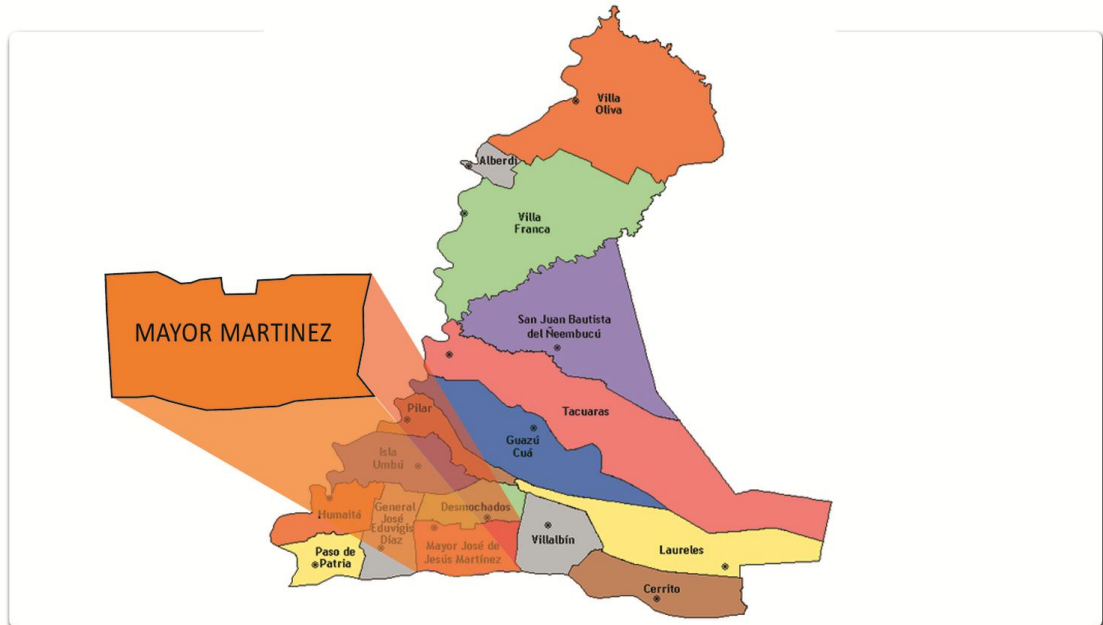 Villa
Oliva
Alberdi
Villa
Franca
San Juan Bautista
del Ñeembucú
MAYOR MARTINEZ
Tacuaras
Pilar
Guazú
Cuá
Isla
Umbú
Humaitá
General
José
Eduvigis
Díaz
Desmochados
Villalbín
Mayor José de
Jesús Martínez
Laureles
Paso de
Patria
Cerrito